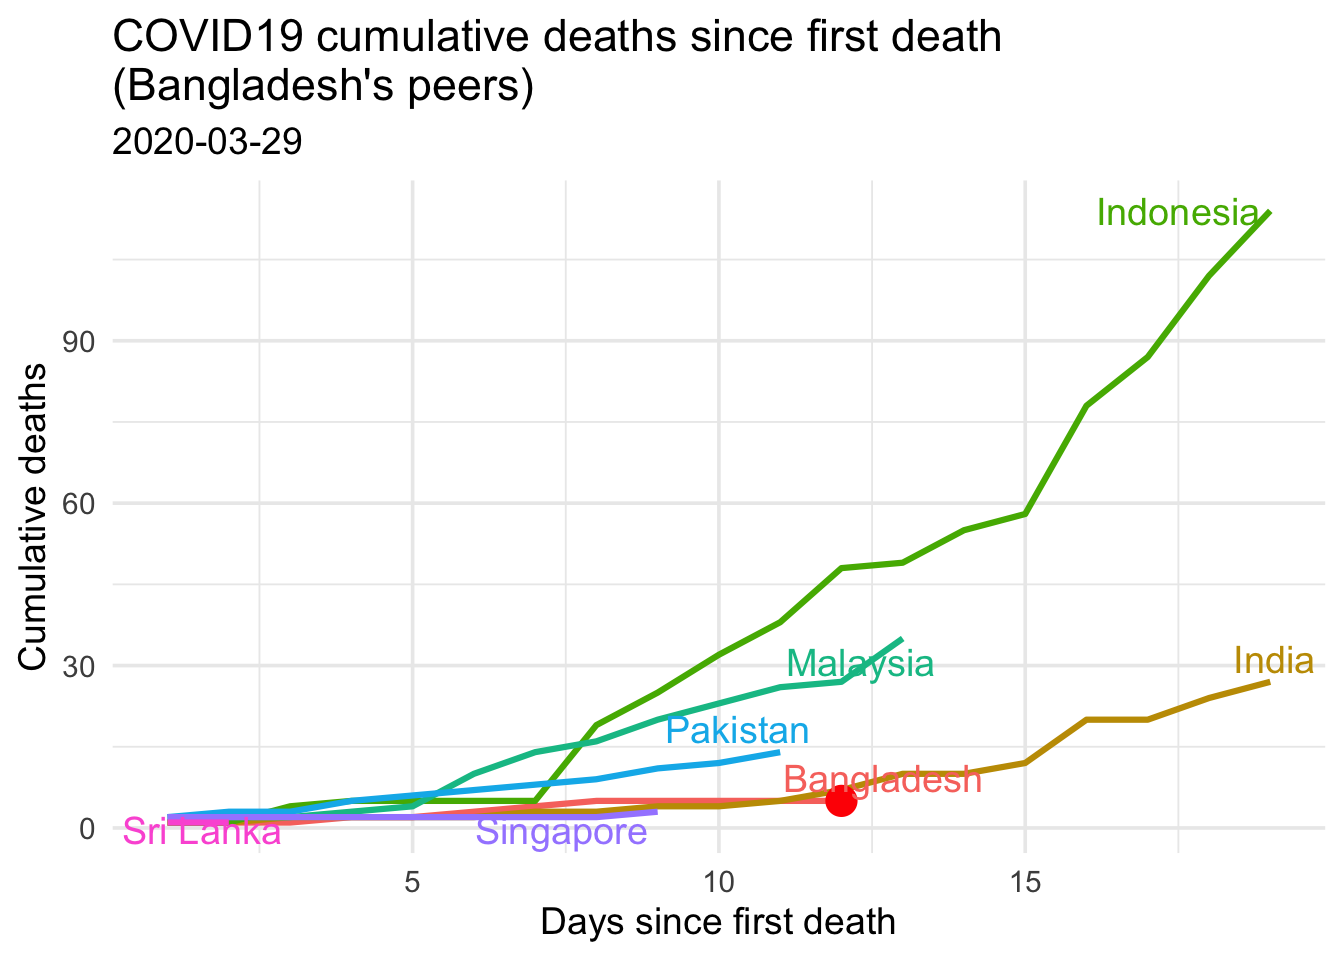 COVID19 cumulative deaths since first death
(Bangladesh's peers)
2020-03-29
Indonesia
90
Cumulative deaths
60
Malaysia
India
30
Pakistan
Bangladesh
Sri Lanka
Singapore
0
5
10
15
Days since first death